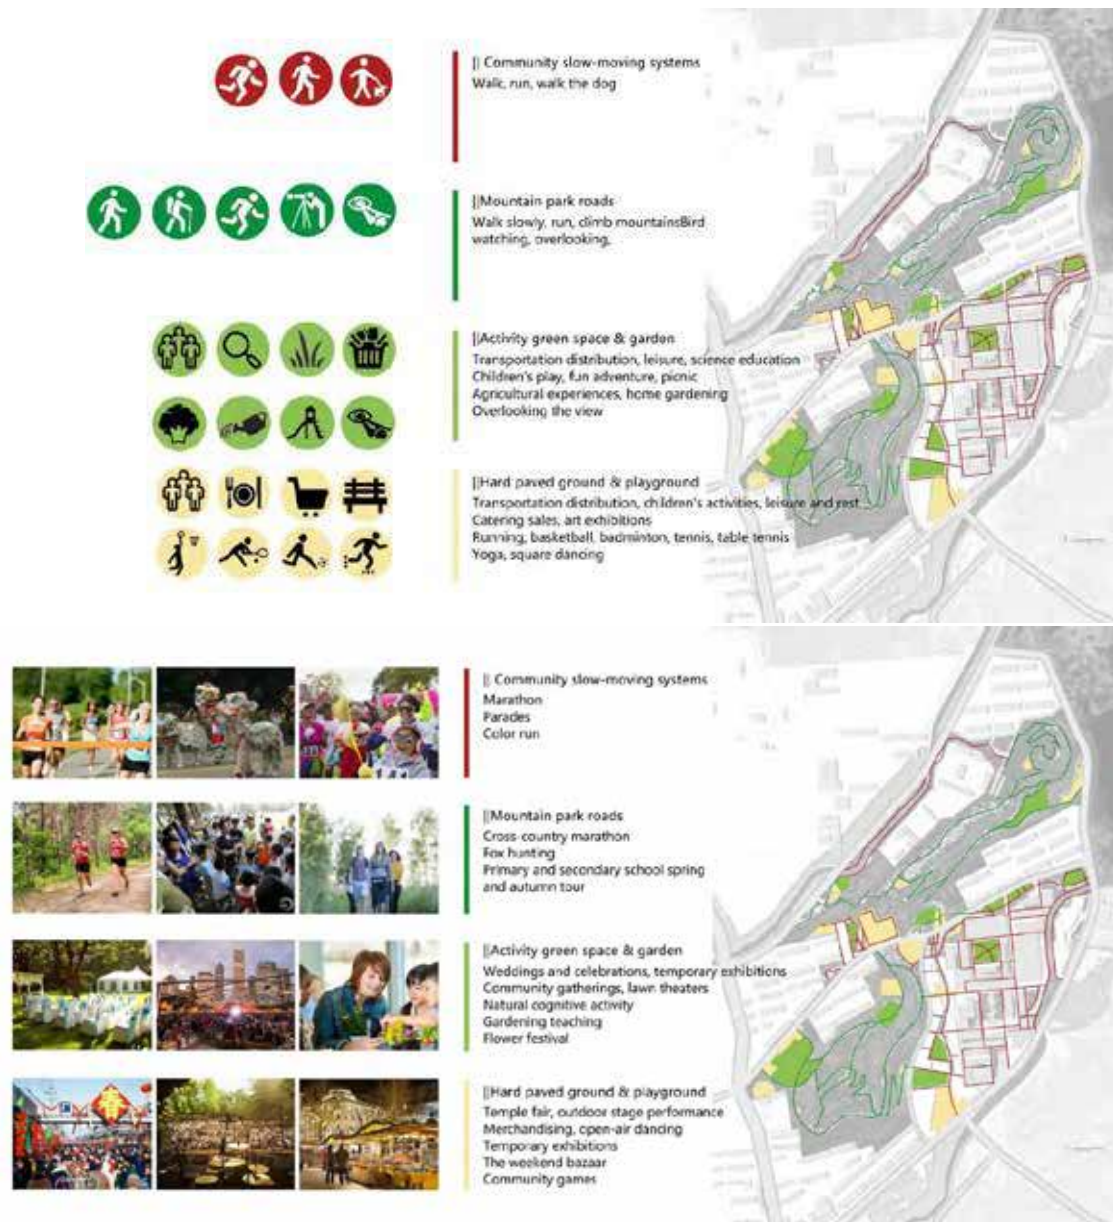 || Community slow-moving systems
Walk, run, walk the dog
||Mountain park roads
Walk slowly, run, climb mountainsBird
watching, overlooking,
||Activity green space & garden
Transportation distribution, leisure, science education
Children's play, fun adventure, picnic
Agricultural experiences, home gardening
Overlooking the view
||Hard paved ground & playground
Transportation distribution, children's activities, leisure and rest
Catering sales, art exhibitions
Running, basketball, badminton, tennis, table tennis
Yoga, square dancing
|| Community slow-moving systems
Marathon
Parades
Color run
||Mountain park roads
Cross-country marathon
Fox hunting
Primary and secondary school spring
and autumn tour
||Activity green space & garden
Weddings and celebrations, temporary exhibitions
Community gatherings, lawn theaters
Natural cognitive activity
Gardening teaching
Flower festival
春
||Hard paved ground & playground
Temple fair, outdoor stage performance
Merchandising, open-air dancing
Temporary exhibitions
The weekend bazaar
Community games